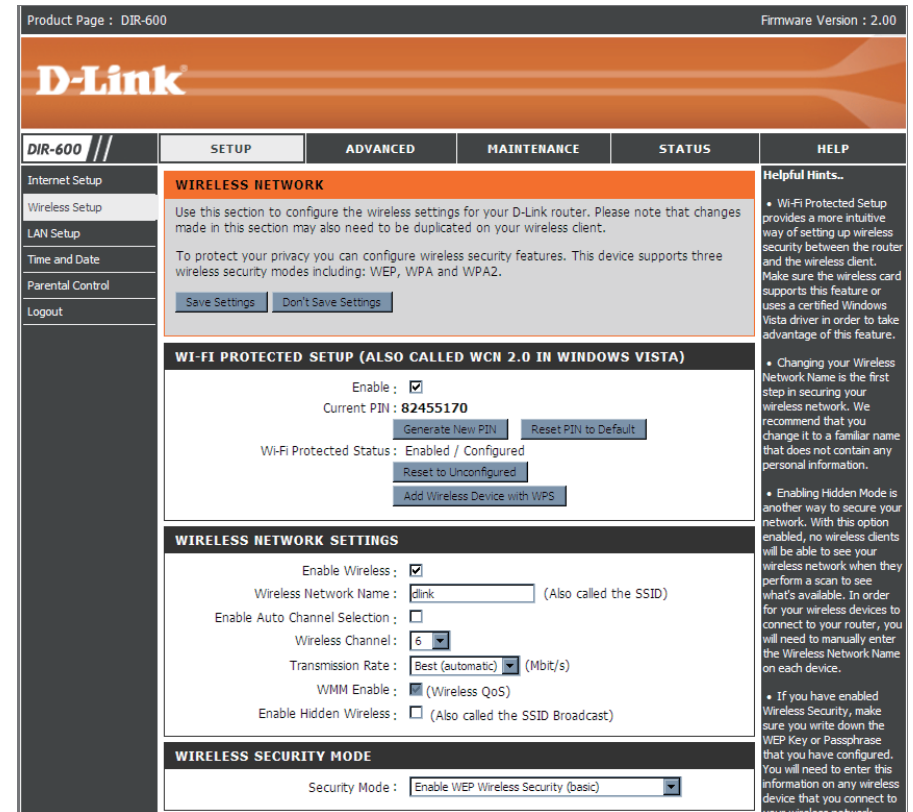 Product Page : DIR-600
Firmware Version : 2.00
D-Link
DIR-600
SETUP
ADVANCED
MAINTENANCE
STATUS
HELP
Internet Setup
Wireless Setup
LAN Setup
Time and Date
Parental Control
Logout
WIRELESS NETWORK
Use this section to configure the wireless settings for your D-Link router. Please note that changes
made in this section may also need to be duplicated on your wireless client.
To protect your privacy you can configure wireless security features. This device supports three
wireless security modes including: WEP, WPA and WPA2.
Save Settings
Don't Save Settings
WI-FI PROTECTED SETUP (ALSO CALLED WCN 2.0 IN WINDOWS VISTA)
Enable :
Current PIN : 82455170
Generate New PIN
Reset PIN to Default
Wi-Fi Protected Status : Enabled / Configured
Reset to Unconfigured
Add Wireless Device with WPS
WIRELESS NETWORK SETTINGS
Enable Wireless :
Wireless Network Name : dlink (Also called the SSID)
Enable Auto Channel Selection :
Wireless Channel : 6
Transmission Rate : Best (automatic) (Mbit/s)
WMM Enable : (Wireless QoS)
Enable Hidden Wireless : (Also called the SSID Broadcast)
WIRELESS SECURITY MODE
Security Mode : Enable WEP Wireless Security (basic)
Helpful Hints..
• Wi-Fi Protected Setup
provides a more intuitive
way of setting up wireless
security between the router
and the wireless client.
Make sure the wireless card
supports this feature or
uses a certified Windows
Vista driver in order to take
advantage of this feature.
• Changing your Wireless
Network Name is the first
step in securing your
wireless network. We
recommend that you
change it to a familiar name
that does not contain any
personal information.
• Enabling Hidden Mode is
another way to secure your
network. With this option
enabled, no wireless clients
will be able to see your
wireless network when they
perform a scan to see
what's available. In order
for your wireless devices to
connect to your router, you
will need to manually enter
the Wireless Network Name
on each device.
• If you have enabled
Wireless Security, make
sure you write down the
WEP Key or Passphrase
that you have configured.
You will need to enter this
information on any wireless
device that you connect to
your wireless network.